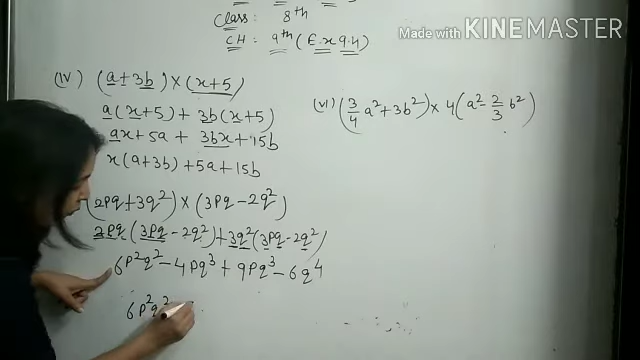 Class: 8th
CH: 9th (Ex 9.4)
Made with KINEMASTER
(iv) (a+3b) × (x+5)
a(x+5) + 3b(x+5)
ax+5a + 3bx+15b
x(a+3b) +5a+15b
(2pq+3q²) × (3pq-2q²)
2pq(3pq-2q²)+3q²(3pq-2q²)
6p²q²-4pq³+9pq³-6q⁴
6p²q²
(vi) (3/4 a²+3b²) × 4(a²-2/3 b²)